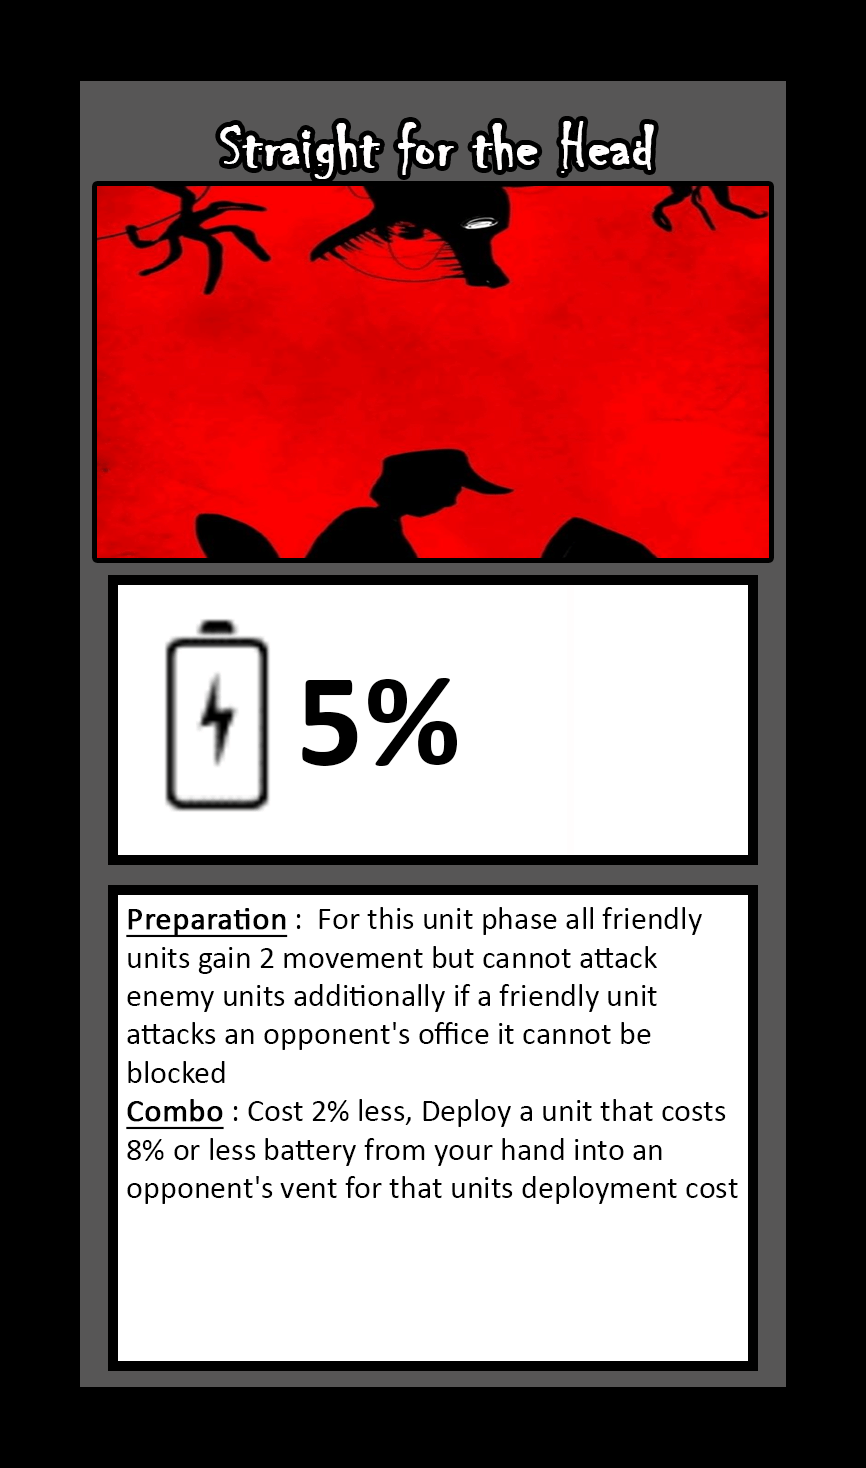 Straight for the Head
5%
Preparation :  For this unit phase all friendly
units gain 2 movement but cannot attack
enemy units additionally if a friendly unit
attacks an opponent's office it cannot be
blocked
Combo : Cost 2% less, Deploy a unit that costs
8% or less battery from your hand into an
opponent's vent for that units deployment cost